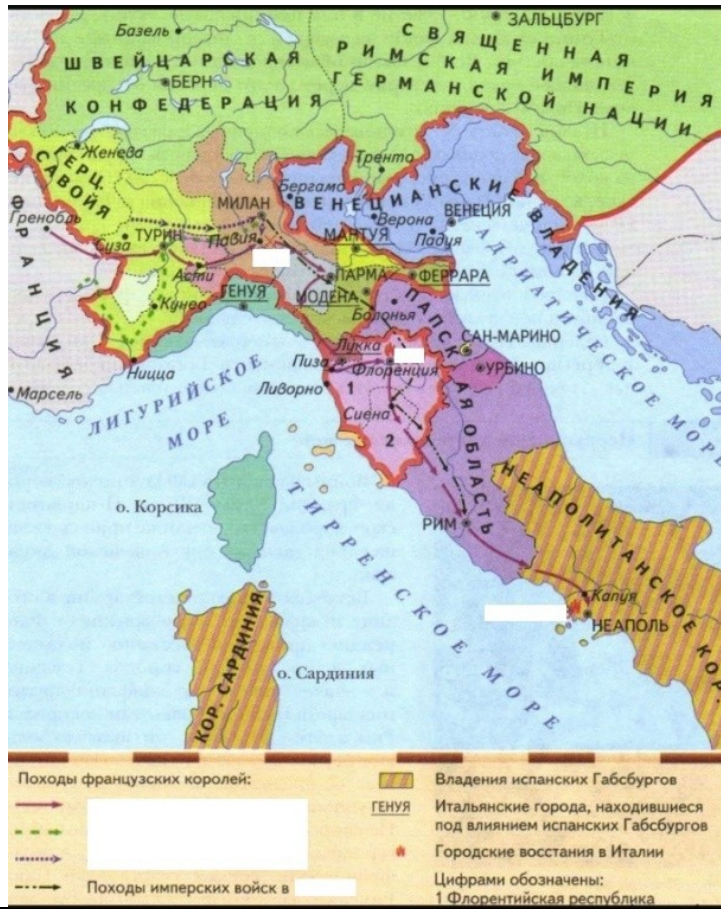 ЗАЛЬЦБУРГ
Базель
СВЯЩЕННАЯ
РИМСКАЯ ИМПЕРИЯ
ГЕРМАНСКОЙ НАЦИИ
ШВЕЙЦАРСКАЯ
БЕРН
КОНФЕДЕРАЦИЯ
Женева
ГЕРЦ.
САВОЙЯ
Тренто
Бергамо
ВЕНЕЦИАНСКИЕ
ВЛАДЕНИЯ
МИЛАН
Верона
ВЕНЕЦИЯ
Гренобль
ФРАНЦИЯ
Суза
ТУРИН
Павия
МАНТУЯ
Падуя
АДРИАТИЧЕСКОЕ МОРЕ
Асти
ПАРМА
ФЕРРАРА
Кунео
ГЕНУЯ
МОДЕНА
Болонья
ПАПСКАЯ ОБЛАСТЬ
САН-МАРИНО
Лукка
Ницца
Пиза
Флоренция
УРБИНО
Марсель
Ливорно
1
ЛИГУРИЙСКОЕ
МОРЕ
Сиена
2
НЕАПОЛИТАНСКОЕ КОР
о. Корсика
ТИРРЕНСКОЕ МОРЕ
РИМ
Капуя
НЕАПОЛЬ
КОР. САРДИНИЯ
о. Сардиния
Походы французских королей:
Походы имперских войск в
Владения испанских Габсбургов
ГЕНУЯ Итальянские города, находившиеся
под влиянием испанских Габсбургов
Городские восстания в Италии
Цифрами обозначены:
1 Флорентийская республика